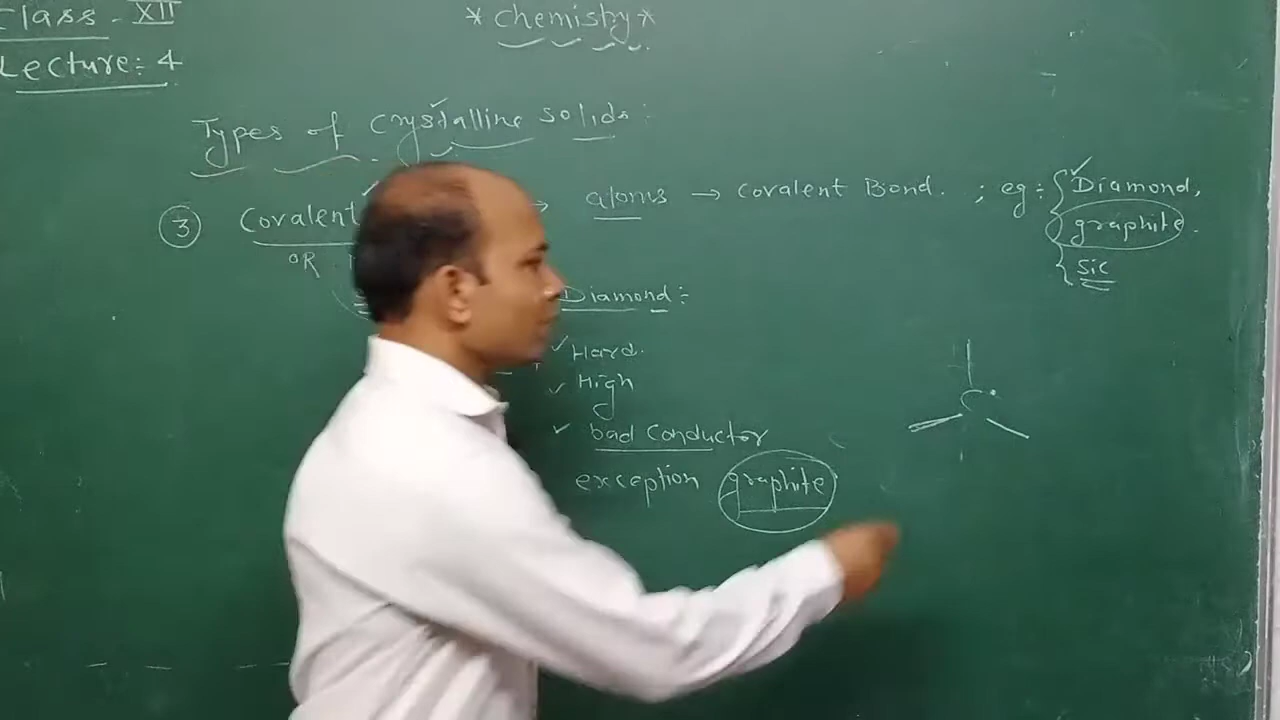 Class - XII
* Chemistry *
Lecture: 4
Types of Crystalline solids:
③ Covalent → atoms → Covalent Bond. ; eg: Diamond,
graphite.
SiC
OR
Diamond:
Hard.
High
C
bad Conductor
exception graphite